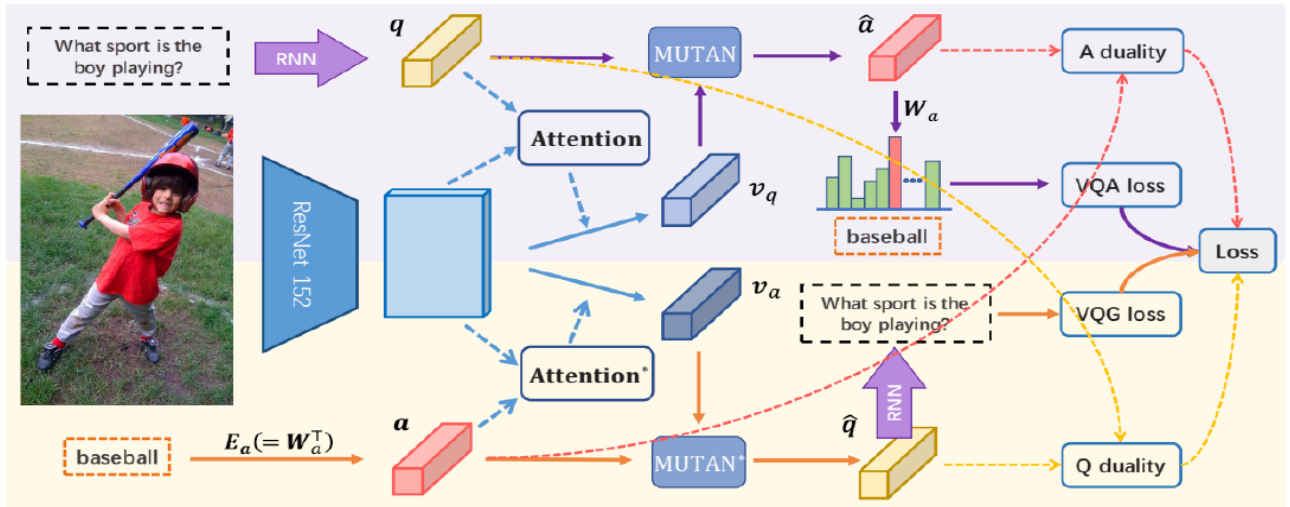 What sport is the
boy playing?
RNN
q
MUTAN
â
A duality
Attention
W_a
ResNet 152
v_q
VQA loss
baseball
Loss
v_a
What sport is the
boy playing?
VQG loss
Attention*
RNN
baseball
E_a(= W_a^⊤)
a
MUTAN*
q̂
Q duality